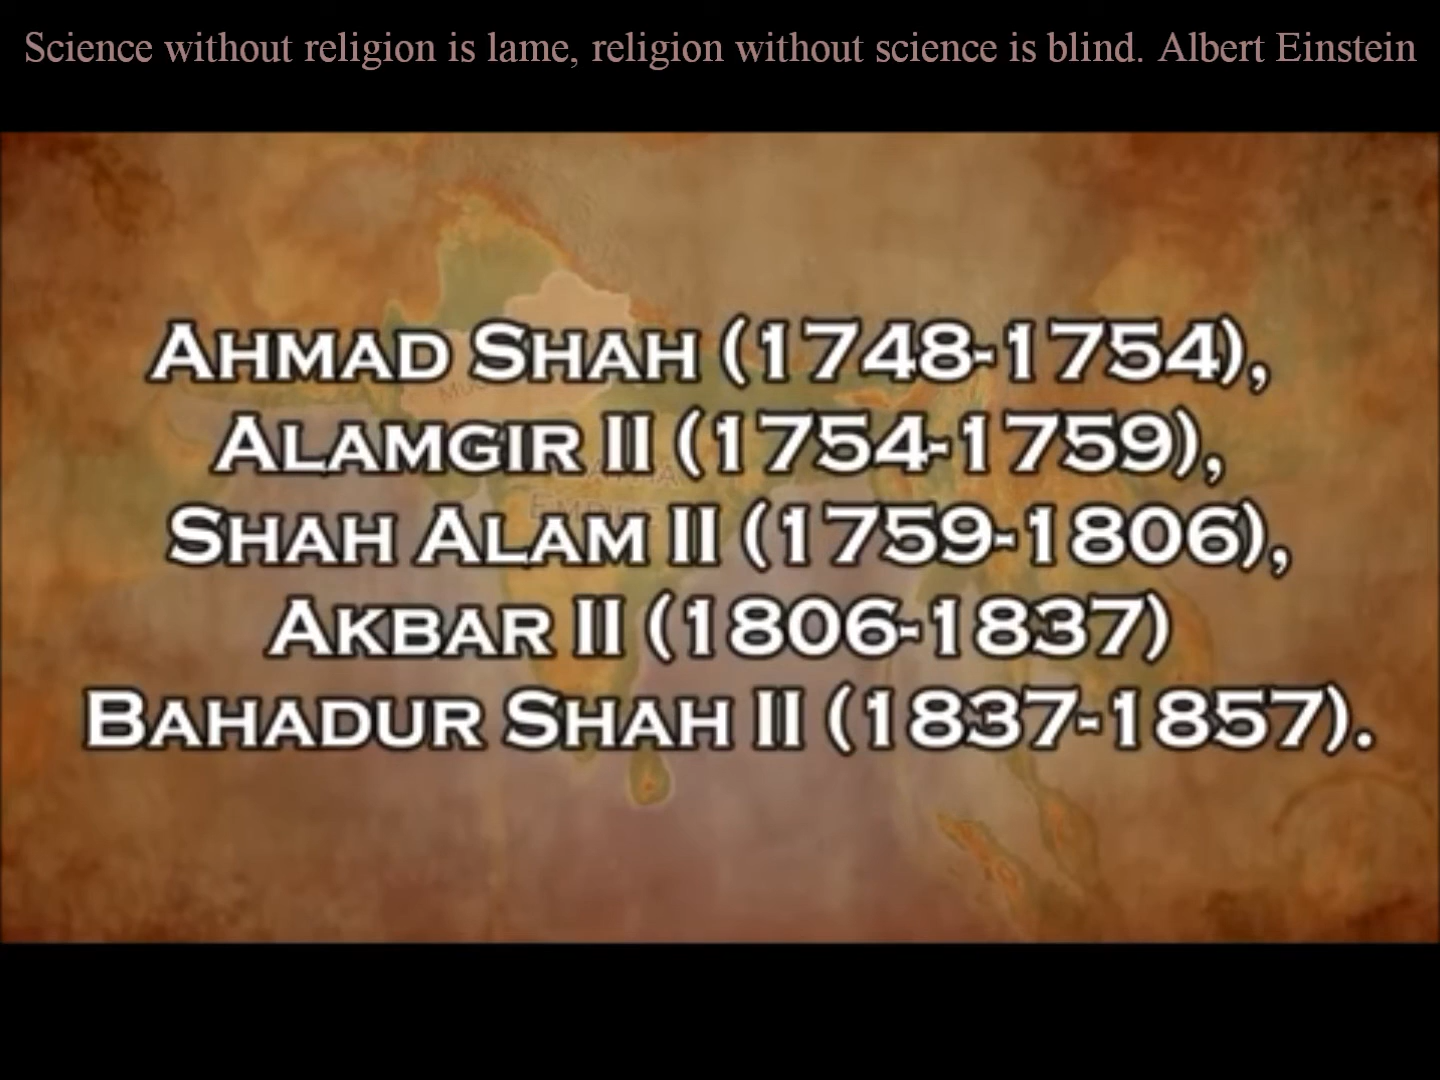 Science without religion is lame, religion without science is blind. Albert Einstein
AHMAD SHAH (1748-1754),
ALAMGIR II (1754-1759),
SHAH ALAM II (1759-1806),
AKBAR II (1806-1837)
BAHADUR SHAH II (1837-1857).